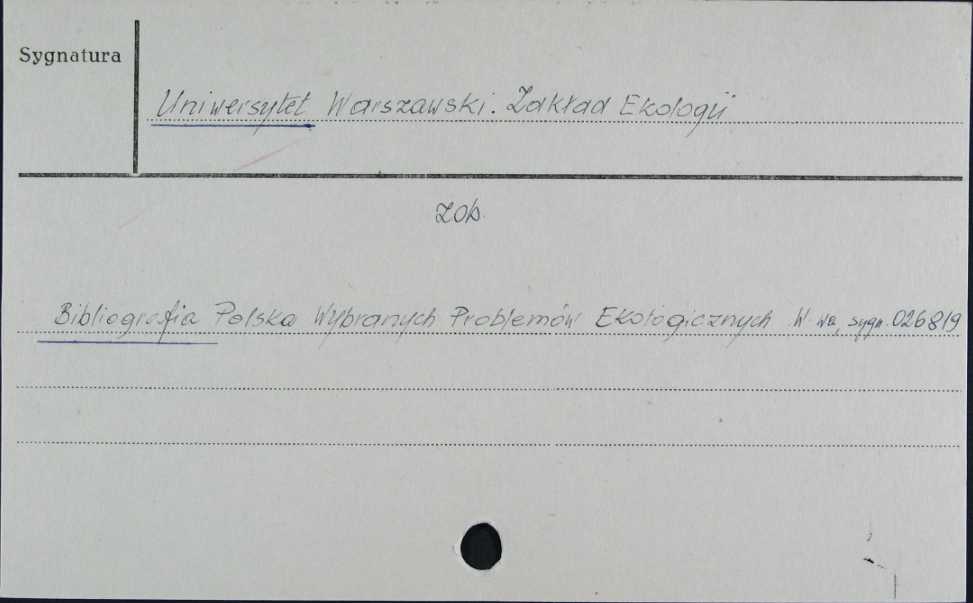 Sygnatura
Uniwersytet Warszawski. Zakład Ekologii
zob.
Bibliografia Polska Wybranych Problemów Ekologicznych W-wa, sygn. 026819